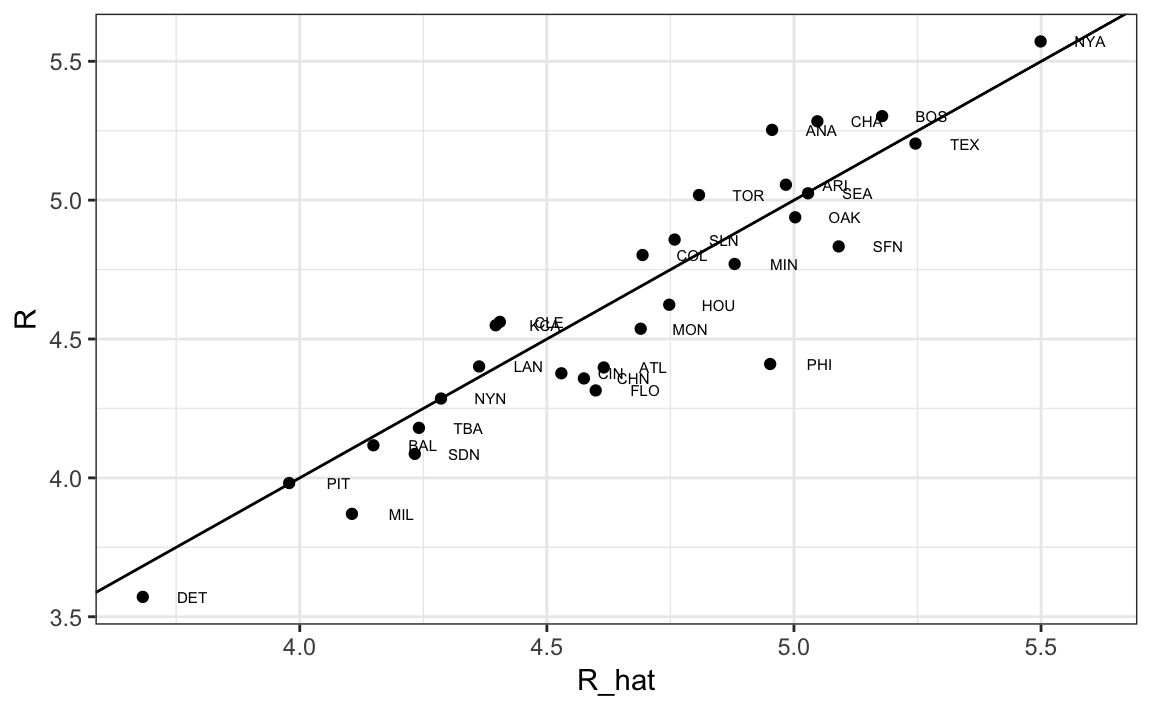 5.5
5.0
4.5
4.0
3.5
R
NYA
BOS
CHA
ANA
TEX
ARI
SEA
TOR
OAK
SLN
SFN
COL
MIN
HOU
CLE
KCA
MON
PHI
LAN
ATL
CIN
CHN
FLO
NYN
TBA
BAL
SDN
PIT
MIL
DET
4.0
4.5
5.0
5.5
R_hat